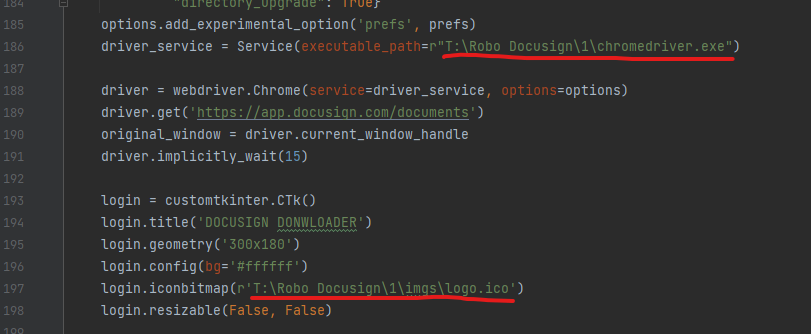 184 "directory_upgrade": True}
185 options.add_experimental_option('prefs', prefs)
186 driver_service = Service(executable_path=r"T:\Robo Docusign\1\chromedriver.exe")
187
188 driver = webdriver.Chrome(service=driver_service, options=options)
189 driver.get('https://app.docusign.com/documents')
190 original_window = driver.current_window_handle
191 driver.implicitly_wait(15)
192
193 login = customtkinter.CTk()
194 login.title('DOCUSIGN DONWLOADER')
195 login.geometry('300x180')
196 login.config(bg='#ffffff')
197 login.iconbitmap(r'T:\Robo Docusign\1\imgs\logo.ico')
198 login.resizable(False, False)
199